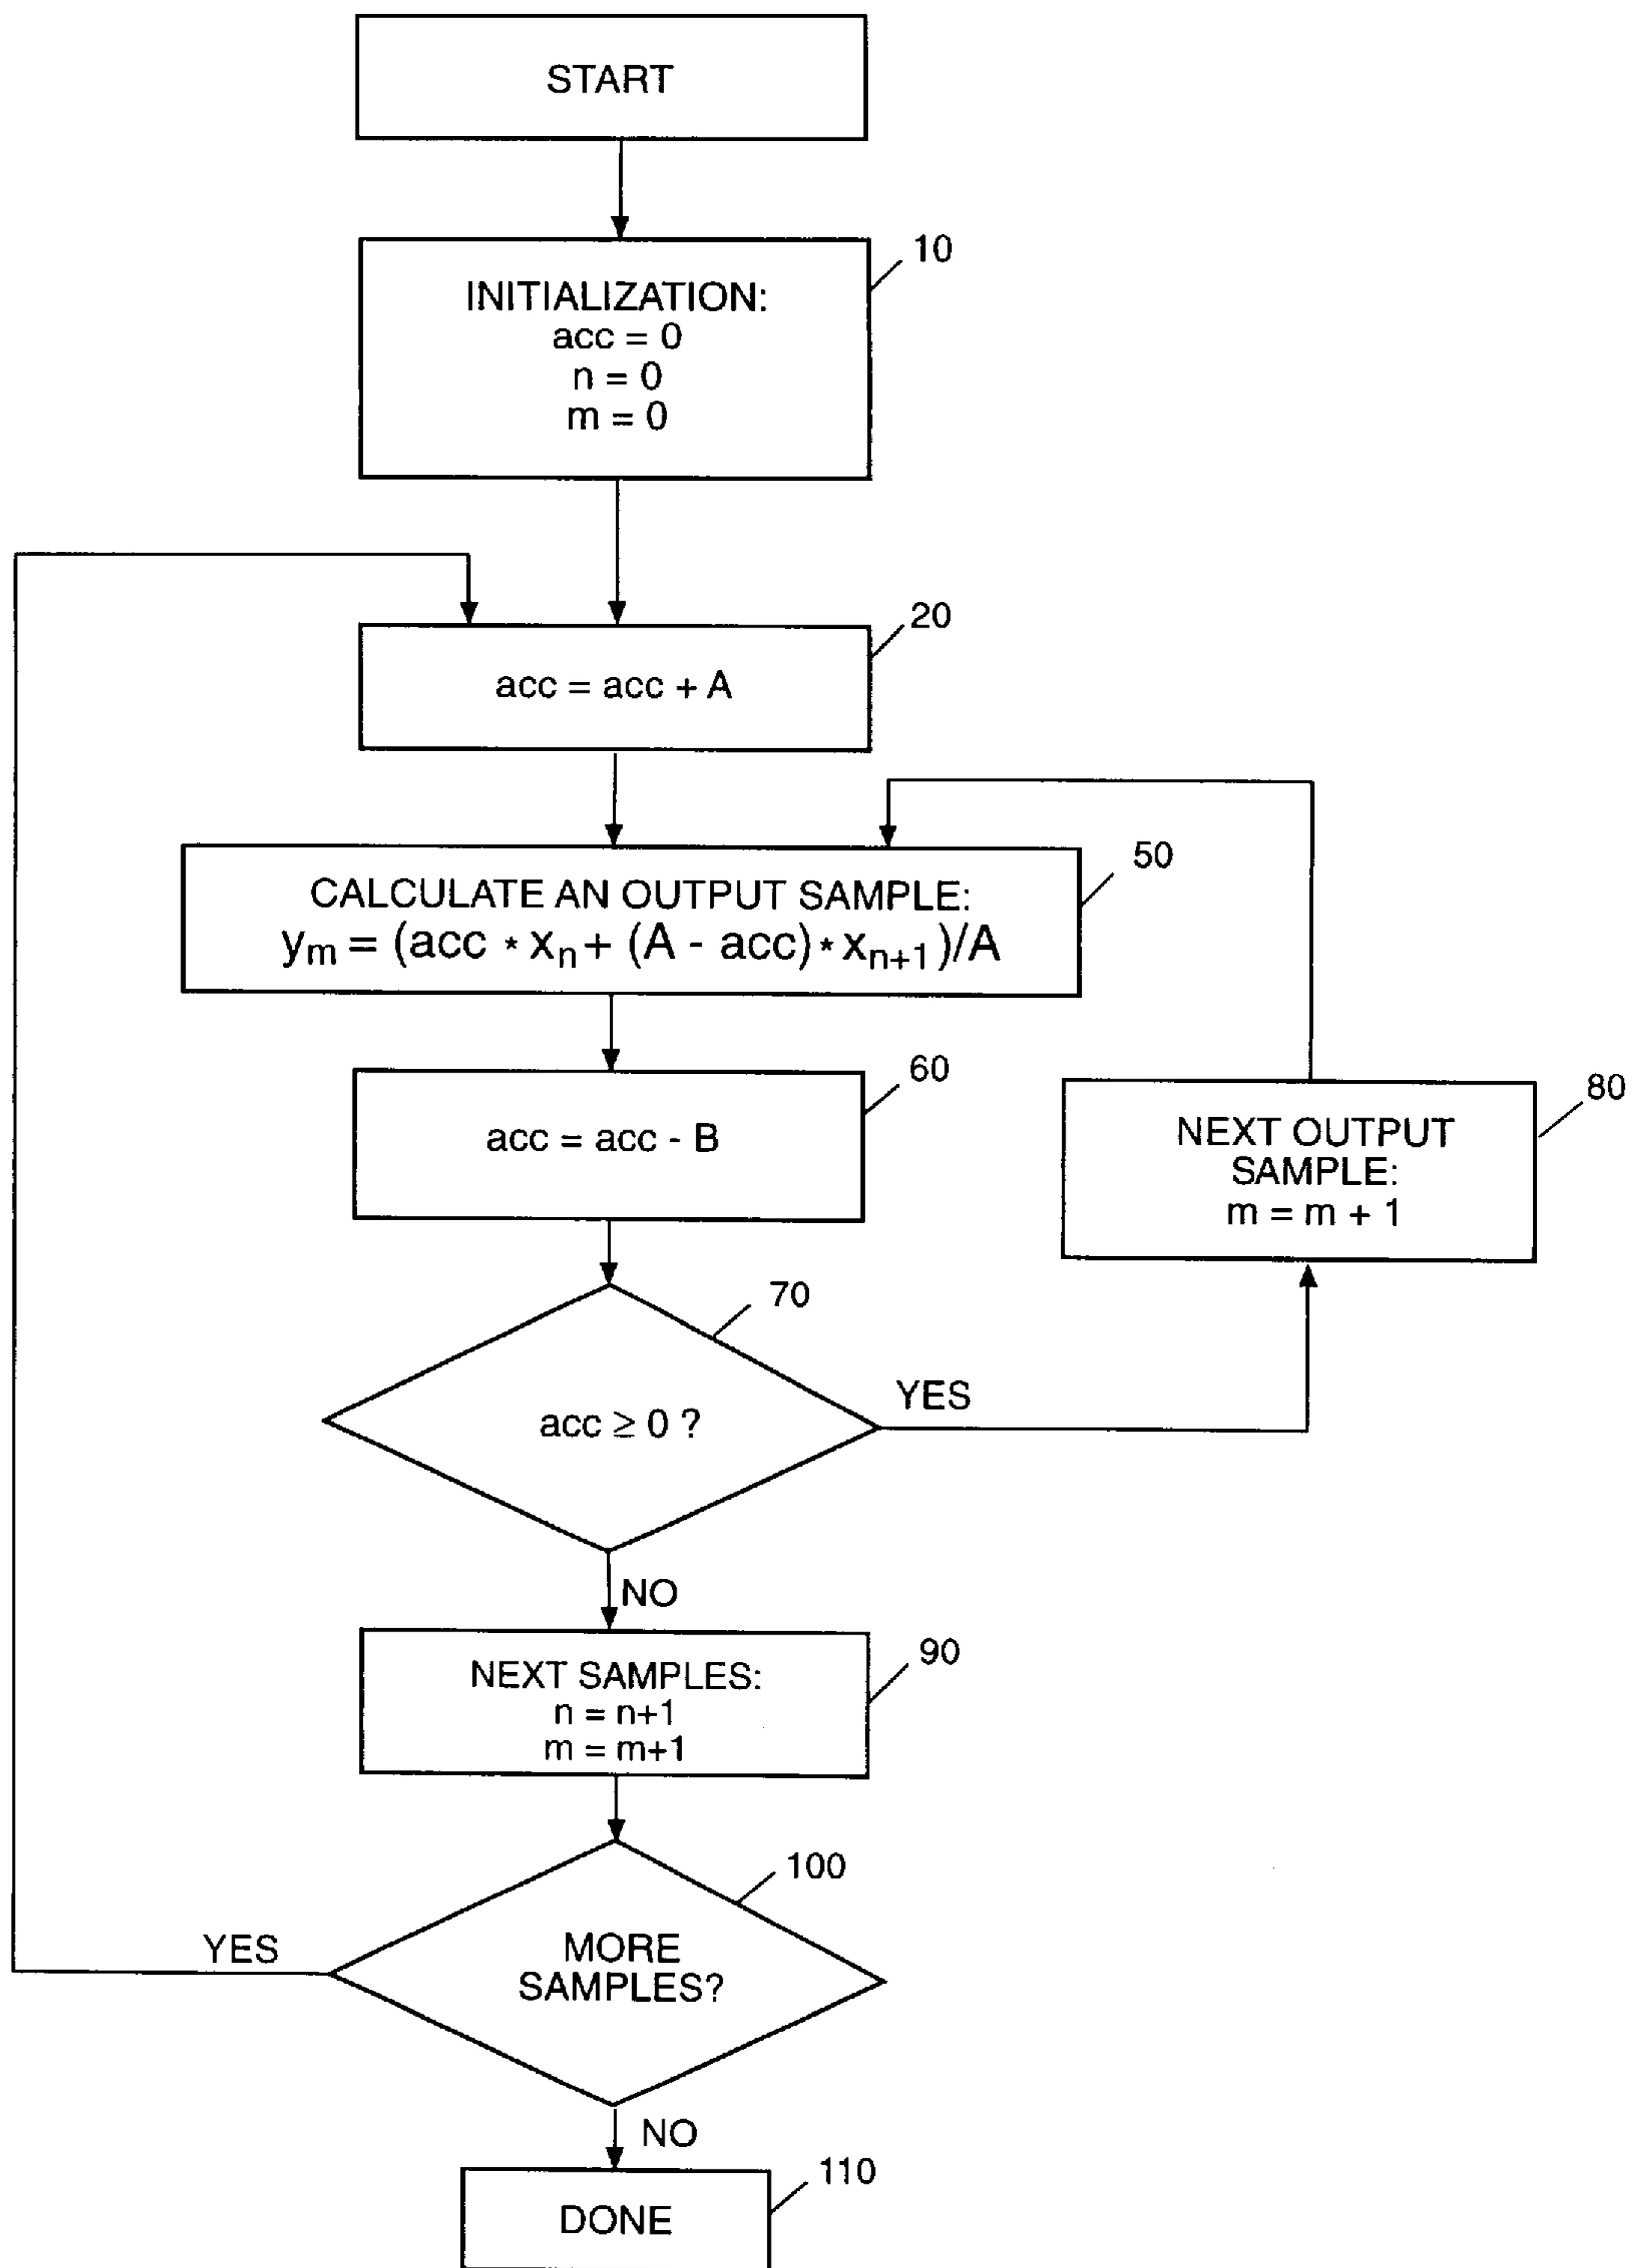 START
10
INITIALIZATION:
acc = 0
n = 0
m = 0
20
acc = acc + A
50
CALCULATE AN OUTPUT SAMPLE:
yₘ = (acc * xₙ + (A - acc) * xₙ₊₁)/A
60
acc = acc - B
80
NEXT OUTPUT
SAMPLE:
m = m + 1
70
acc ≥ 0 ?
YES
NO
90
NEXT SAMPLES:
n = n+1
m = m+1
100
MORE
SAMPLES?
YES
NO
110
DONE